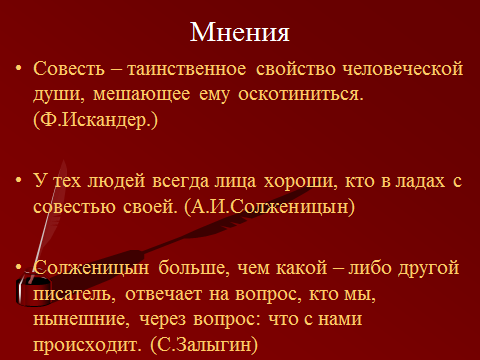 Мнения
• Совесть – таинственное свойство человеческой
души, мешающее ему оскотиниться.
(Ф.Искандер.)
• У тех людей всегда лица хороши, кто в ладах с
совестью своей. (А.И.Солженицын)
• Солженицын больше, чем какой – либо другой
писатель, отвечает на вопрос, кто мы,
нынешние, через вопрос: что с нами
происходит. (С.Залыгин)